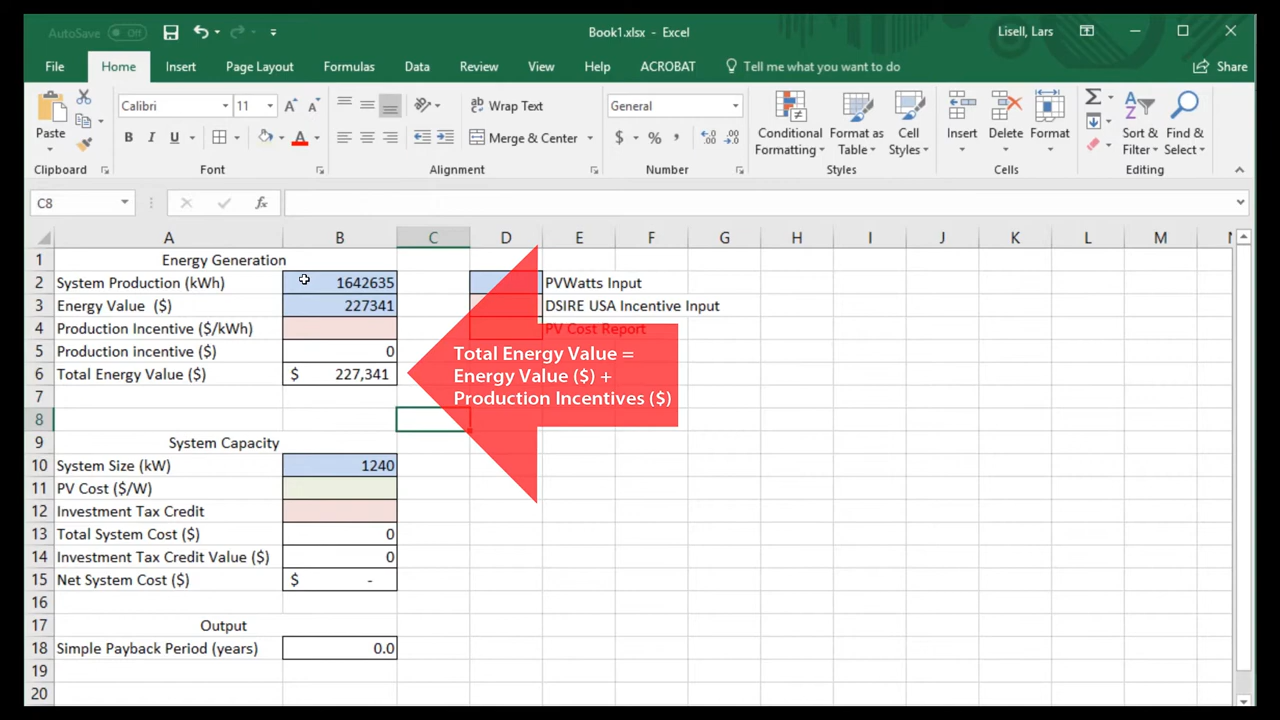 AutoSave Off
Book1.xlsx - Excel
Lisell, Lars
File Home Insert Page Layout Formulas Data Review View Help ACROBAT Tell me what you want to do Share
Paste
Calibri 11
B I U
Wrap Text
Merge & Center
General
$ % ,
Conditional Formatting
Format as Table
Cell Styles
Insert
Delete
Format
Sort & Filter
Find & Select
Clipboard Font Alignment Number Styles Cells Editing
C8 fx
A B C D E F G H I J K L M
1 Energy Generation
2 System Production (kWh) 1642635 PVWatts Input
3 Energy Value ($) 227341 DSIRE USA Incentive Input
4 Production Incentive ($/kWh) PV Cost Report
5 Production incentive ($) 0
6 Total Energy Value ($) $ 227,341
Total Energy Value =
Energy Value ($) +
Production Incentives ($)
7
8
9 System Capacity
10 System Size (kW) 1240
11 PV Cost ($/W)
12 Investment Tax Credit
13 Total System Cost ($) 0
14 Investment Tax Credit Value ($) 0
15 Net System Cost ($) $ -
16
17 Output
18 Simple Payback Period (years) 0.0
19
20